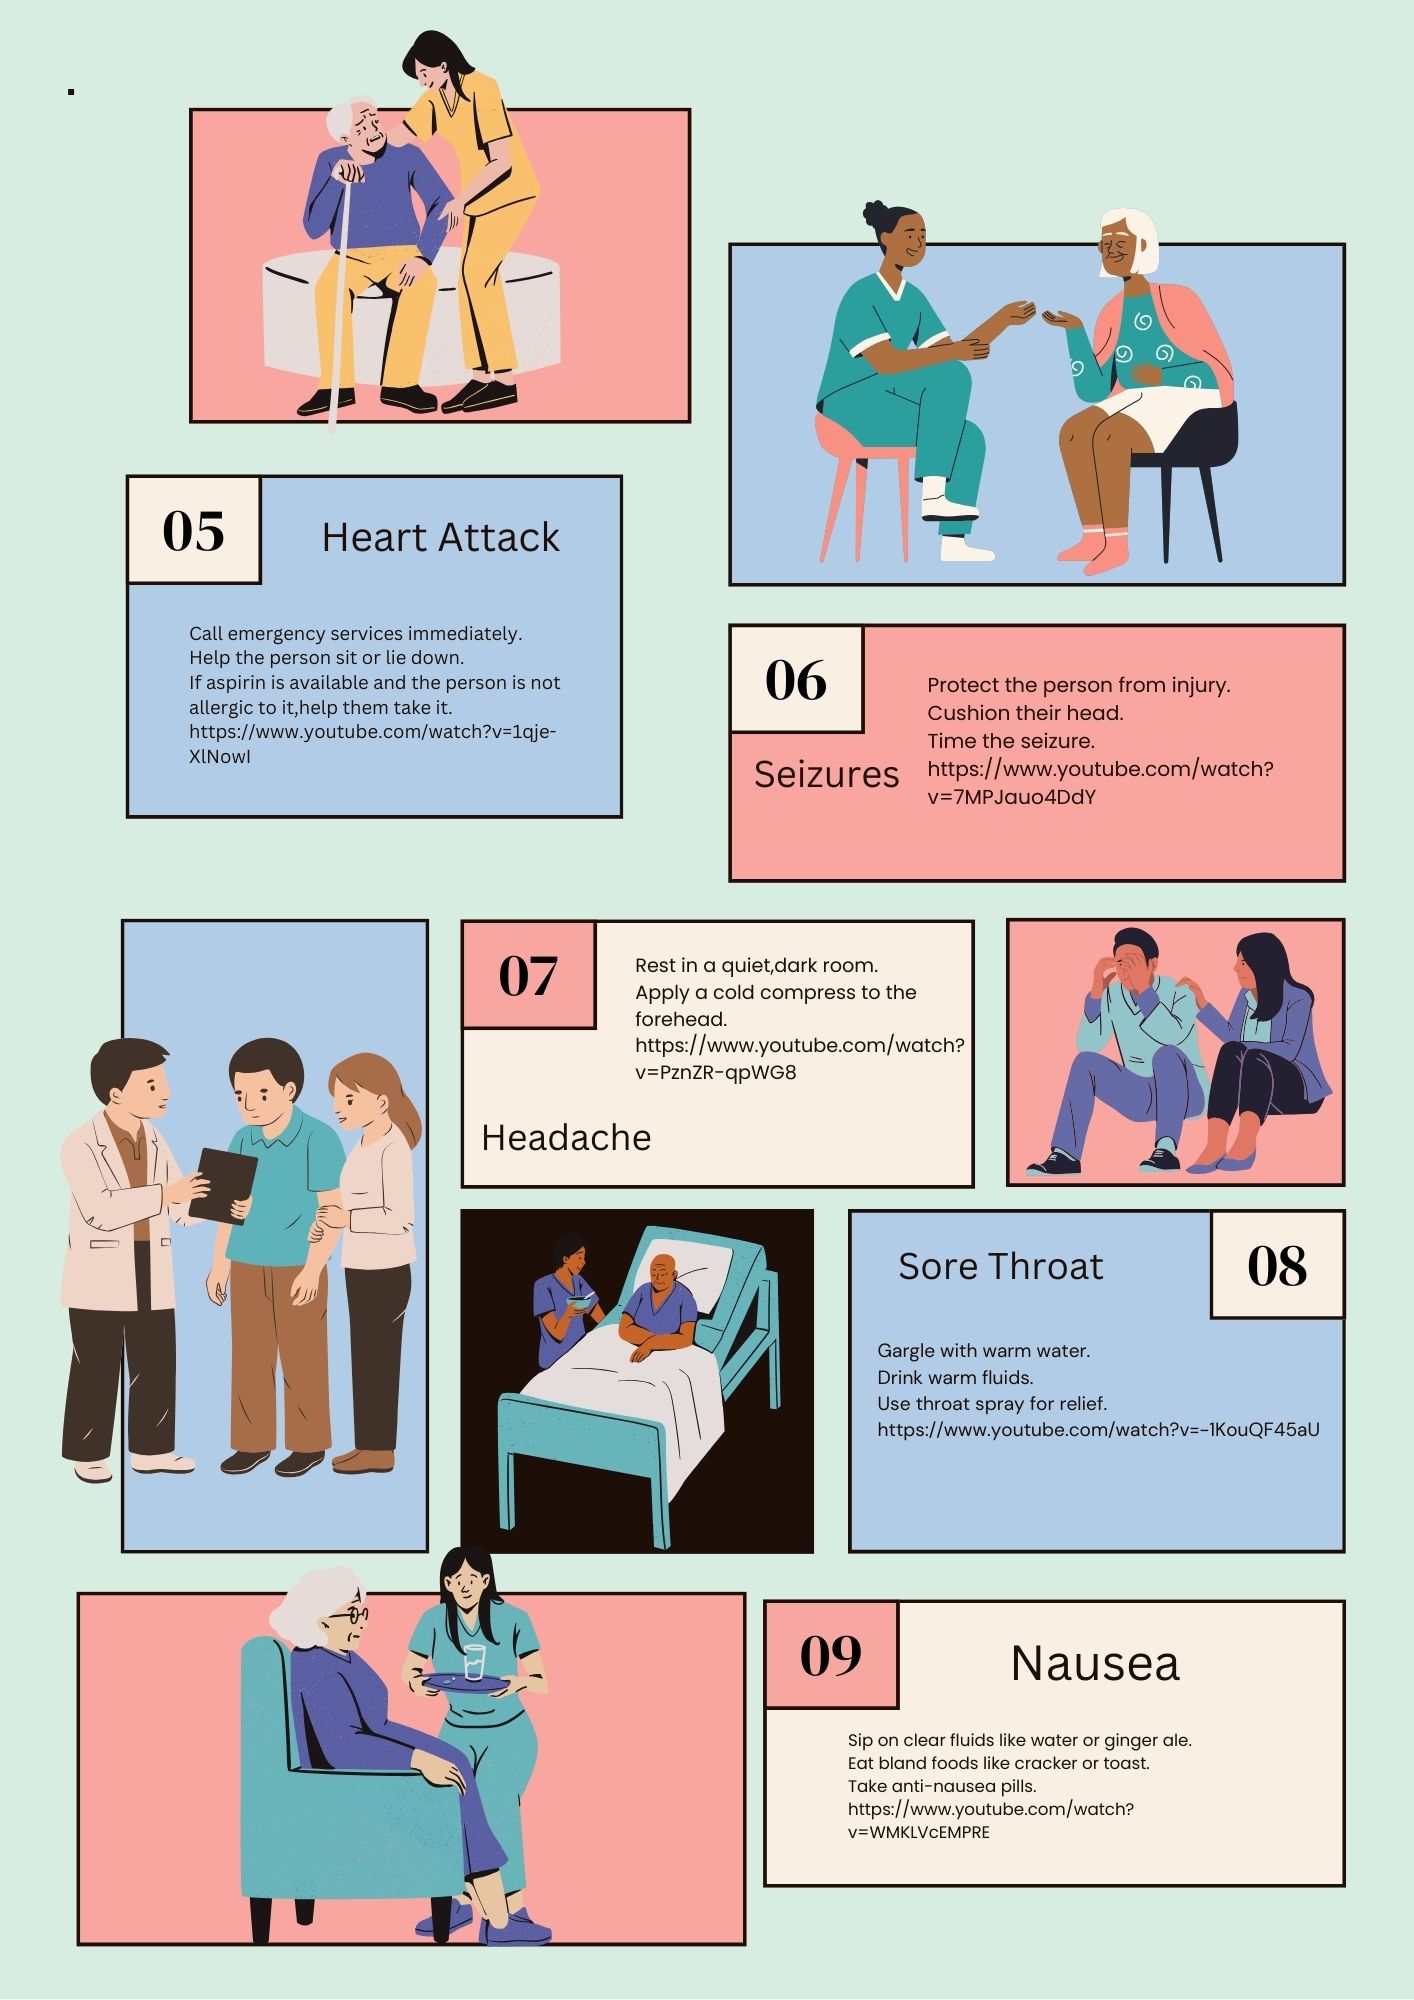 05
Heart Attack
Call emergency services immediately.
Help the person sit or lie down.
If aspirin is available and the person is not
allergic to it,help them take it.
https://www.youtube.com/watch?v=1qje-
XlNowI
06
Seizures
Protect the person from injury.
Cushion their head.
Time the seizure.
https://www.youtube.com/watch?
v=7MPJauo4DdY
07
Rest in a quiet,dark room.
Apply a cold compress to the
forehead.
https://www.youtube.com/watch?
v=PznZR-qpWG8
Headache
Sore Throat
08
Gargle with warm water.
Drink warm fluids.
Use throat spray for relief.
https://www.youtube.com/watch?v=-1KouQF45aU
09
Nausea
Sip on clear fluids like water or ginger ale.
Eat bland foods like cracker or toast.
Take anti-nausea pills.
https://www.youtube.com/watch?
v=WMKLVcEMPRE